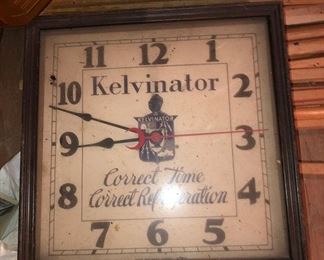 11 12 1
Kelvinator
10 2
KELVINATOR
9 3
Correct Time
8 4
Correct Refrigeration
7 6 5